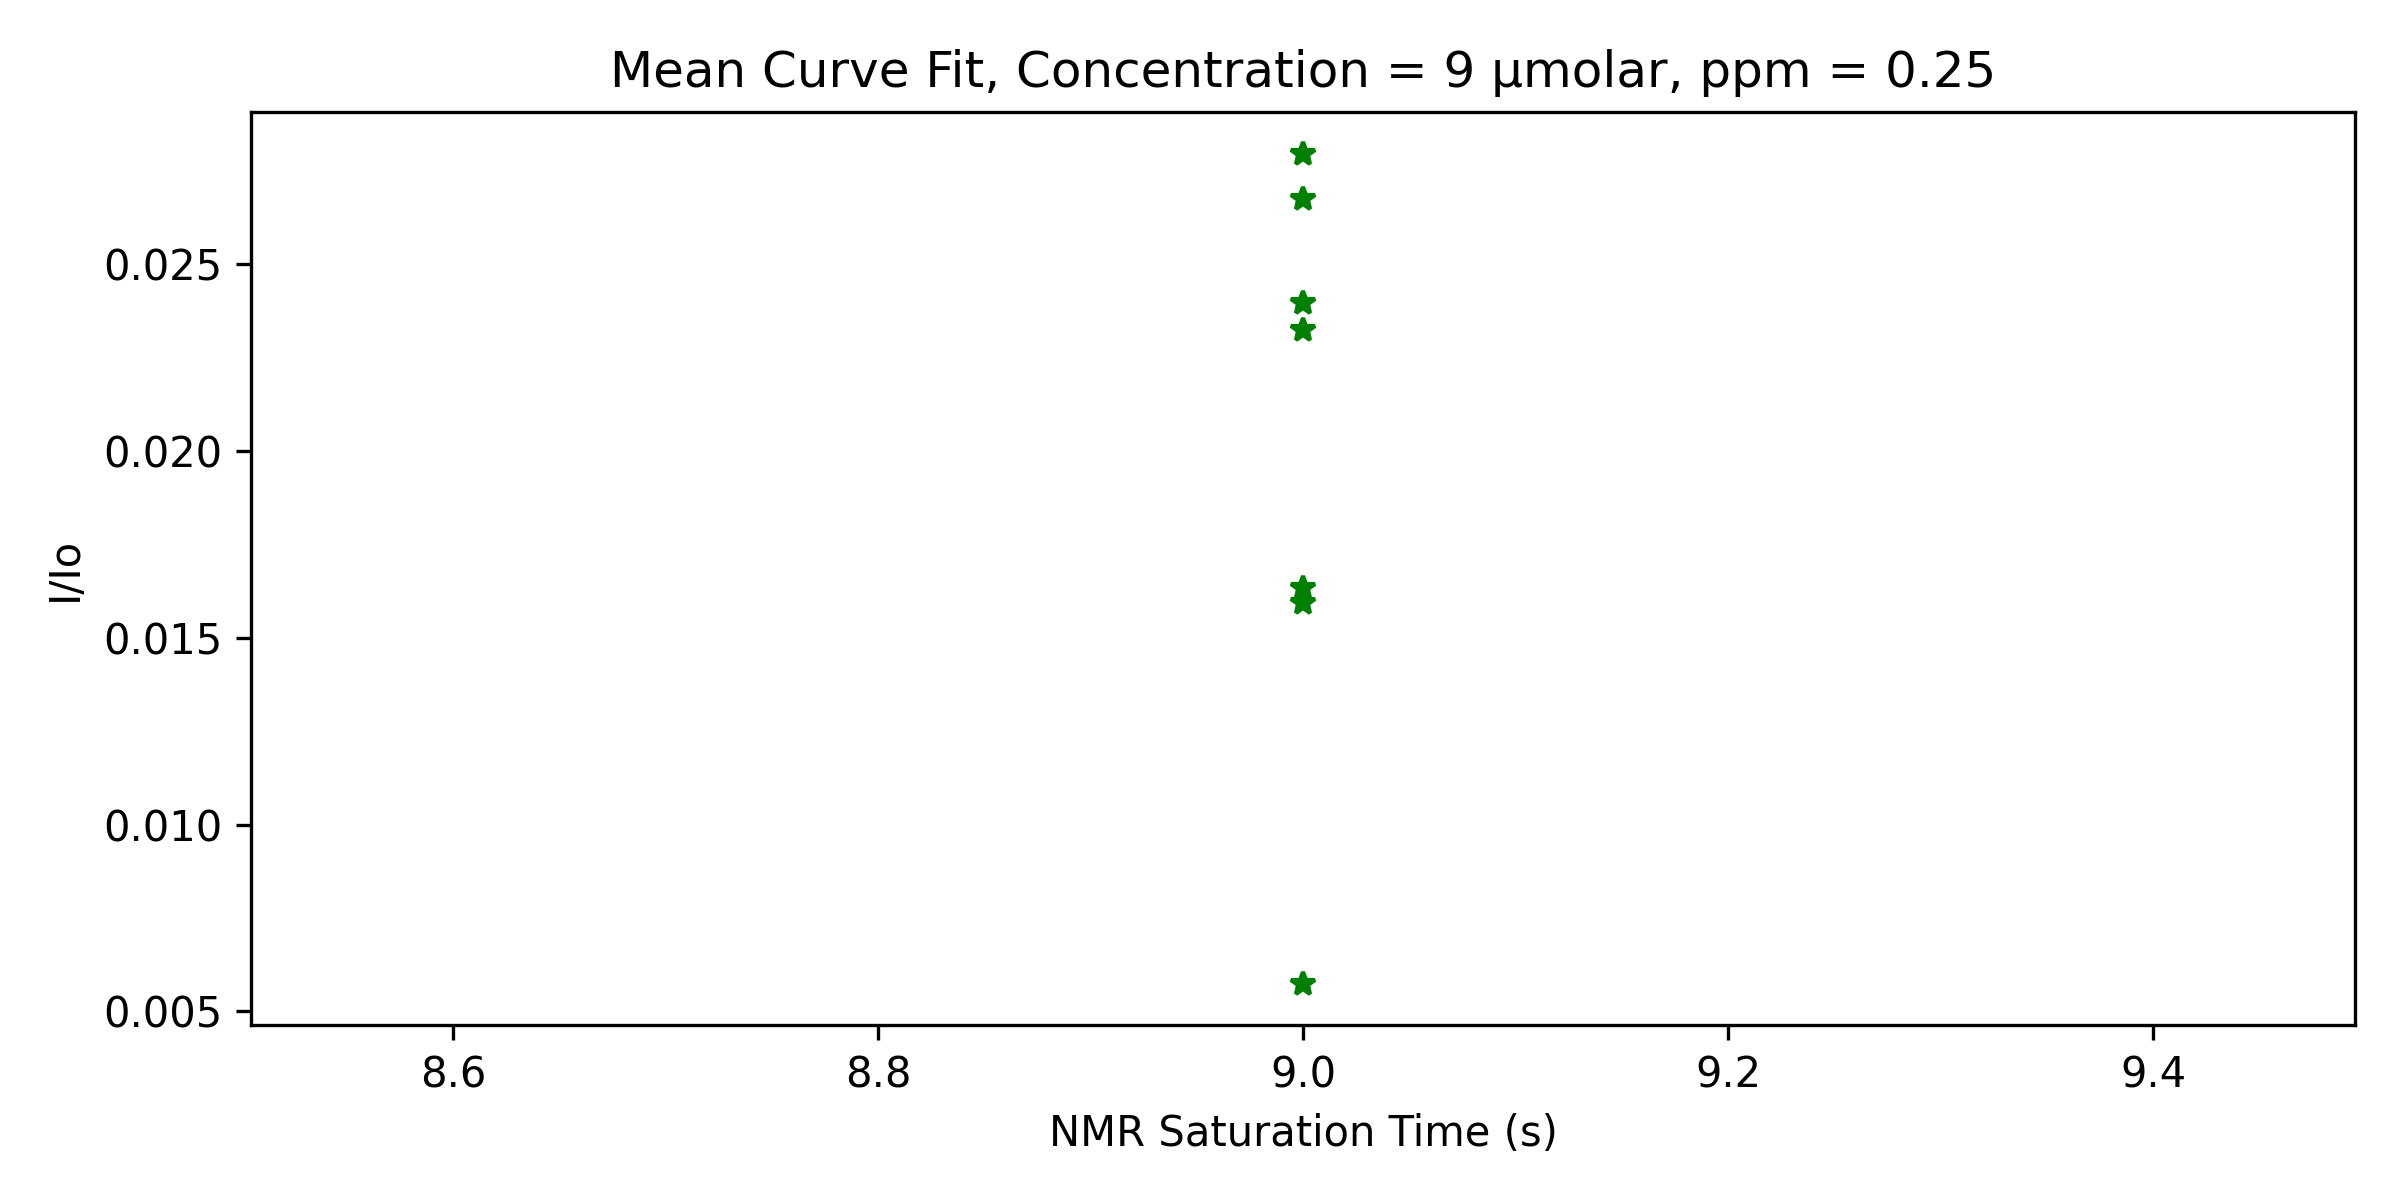 Mean Curve Fit, Concentration = 9 µmolar, ppm = 0.25
0.025
0.020
0.015
0.010
0.005
I/Io
8.6 8.8 9.0 9.2 9.4
NMR Saturation Time (s)